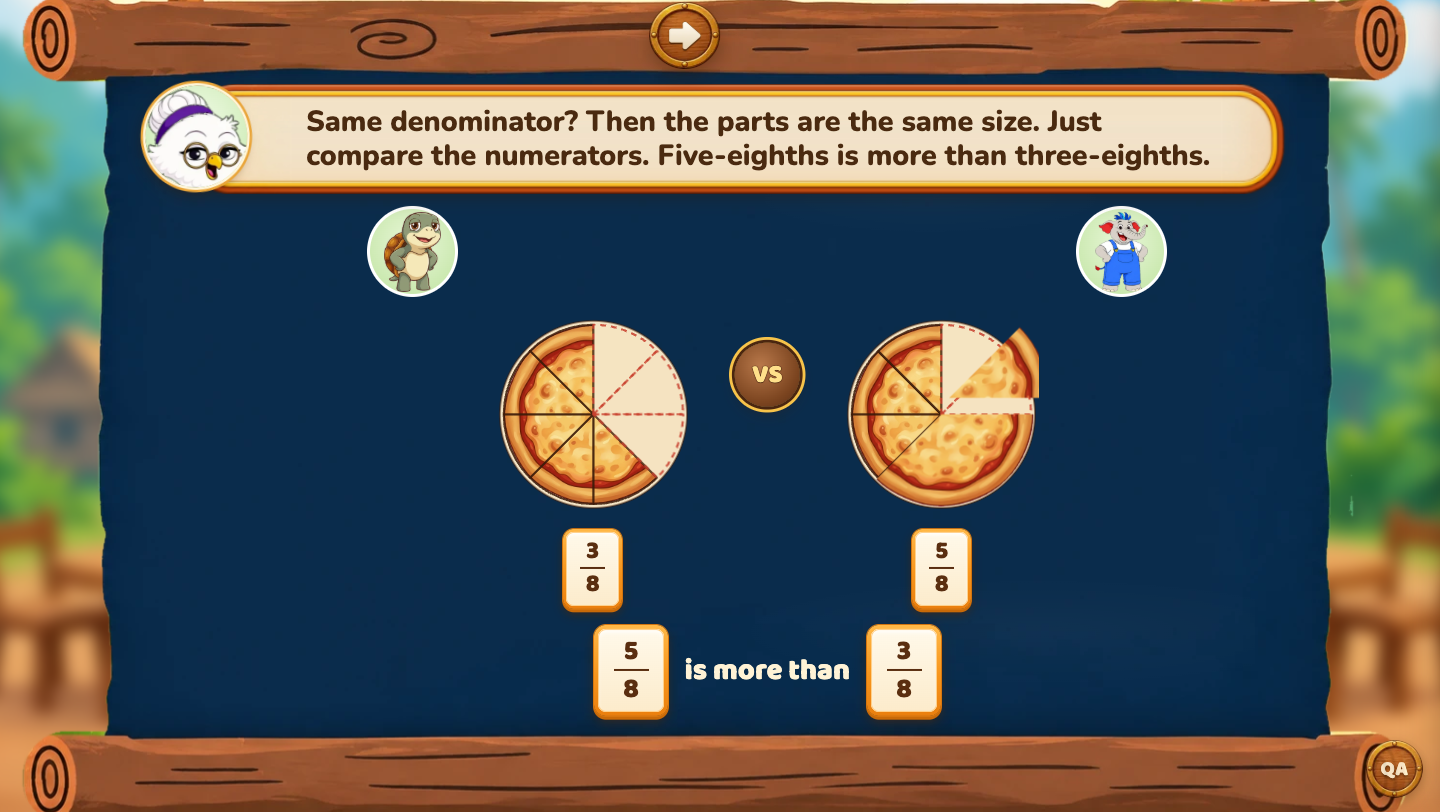 Same denominator? Then the parts are the same size. Just
compare the numerators. Five-eighths is more than three-eighths.
VS
3
8
5
8
5
8
is more than
3
8
QA